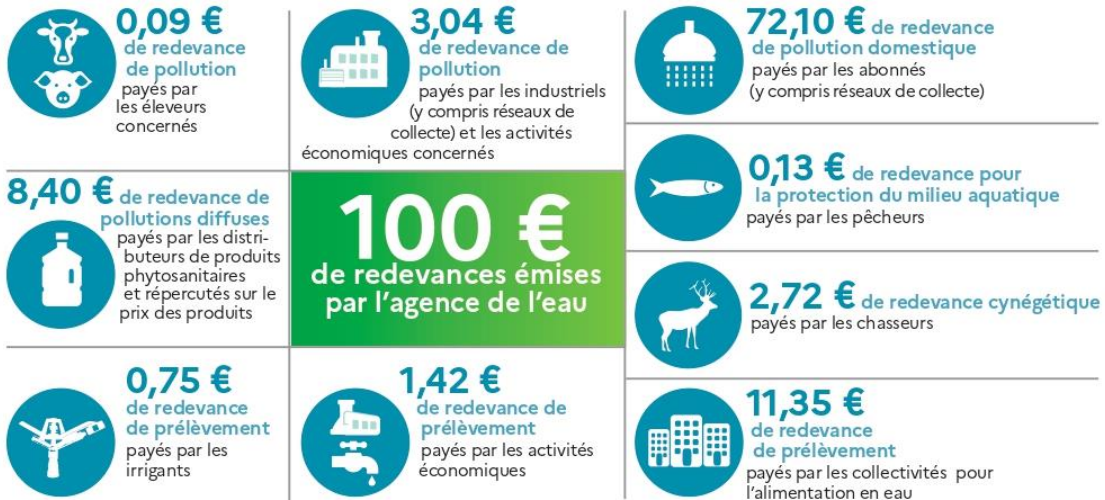 0,09 €
de redevance
de pollution
payés par
les éleveurs
concernés
3,04 €
de redevance de
pollution
payés par les industriels
(y compris réseaux de
collecte) et les activités
économiques concernés
72,10 € de redevance
de pollution domestique
payés par les abonnés
(y compris réseaux de collecte)
8,40 € de redevance de
pollutions diffuses
payés par les distri-
buteurs de produits
phytosanitaires
et répercutés sur le
prix des produits
100 €
de redevances émises
par l'agence de l'eau
0,13 € de redevance pour
la protection du milieu aquatique
payés par les pêcheurs
2,72 € de redevance cynégétique
payés par les chasseurs
0,75 €
de redevance
de prélèvement
payés par les
irrigants
1,42 €
de redevance de
prélèvement
payés par les activités
économiques
11,35 €
de redevance
de prélèvement
payés par les collectivités pour
l'alimentation en eau